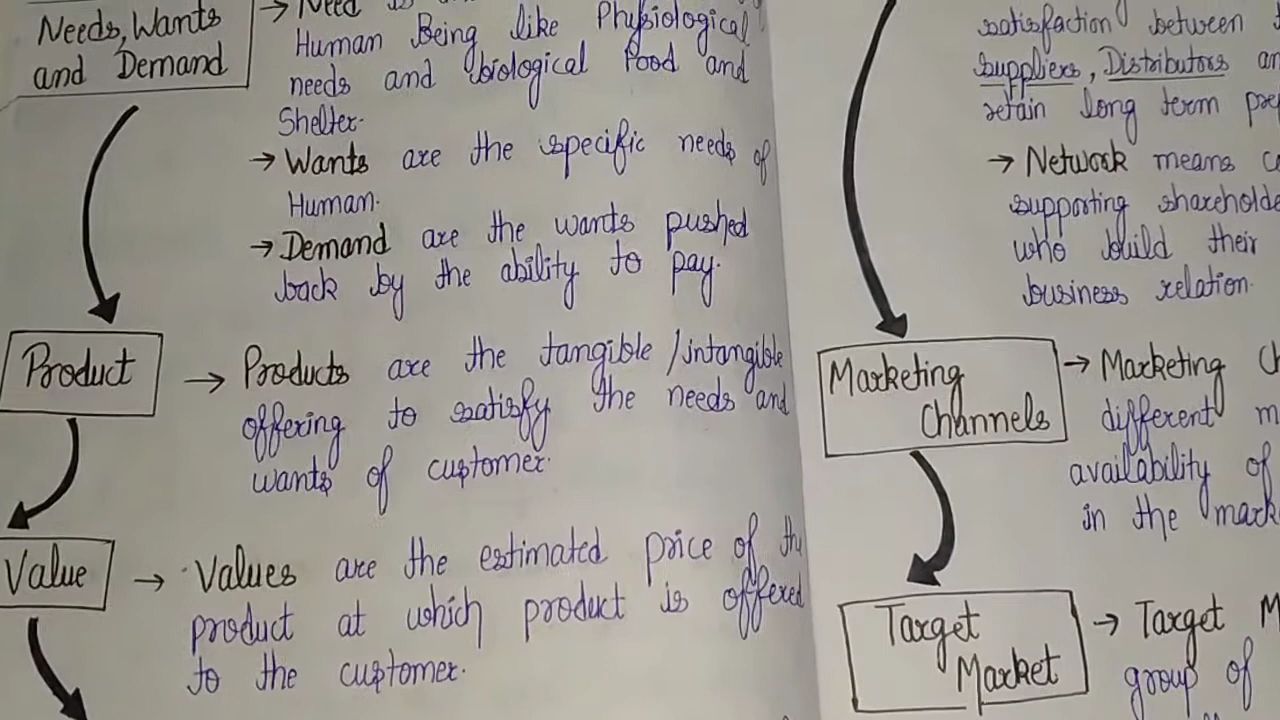 Needs, Wants
and Demand
→ Need is
Human Being like Physiological
needs and biological Food and
Shelter.
→ Wants are the specific needs of
Human.
→ Demand are the wants pushed
back by the ability to pay.
Product
→ Products are the tangible / intangible
offering to satisfy the needs and
wants of customer.
Value
→ Values are the estimated price of the
product at which product is offered
to the customer.
satisfaction between
suppliers, Distributors
retain long term
→ Network means
supporting
who build their
business relation.
Marketing
Channels
→ Marketing
different
availability of
in the
Target
Market
→ Target
group of